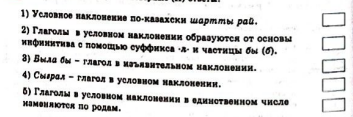 1) Условное наклонение по-казахски шартты рай.
2) Глаголы в условном наклонении образуются от основы
инфинитива с помощью суффикса -л- и частицы бы (б).
3) Была бы – глагол в изъявительном наклонении.
4) Сыграл – глагол в условном наклонении.
5) Глаголы в условном наклонении в единственном числе
изменяются по родам.